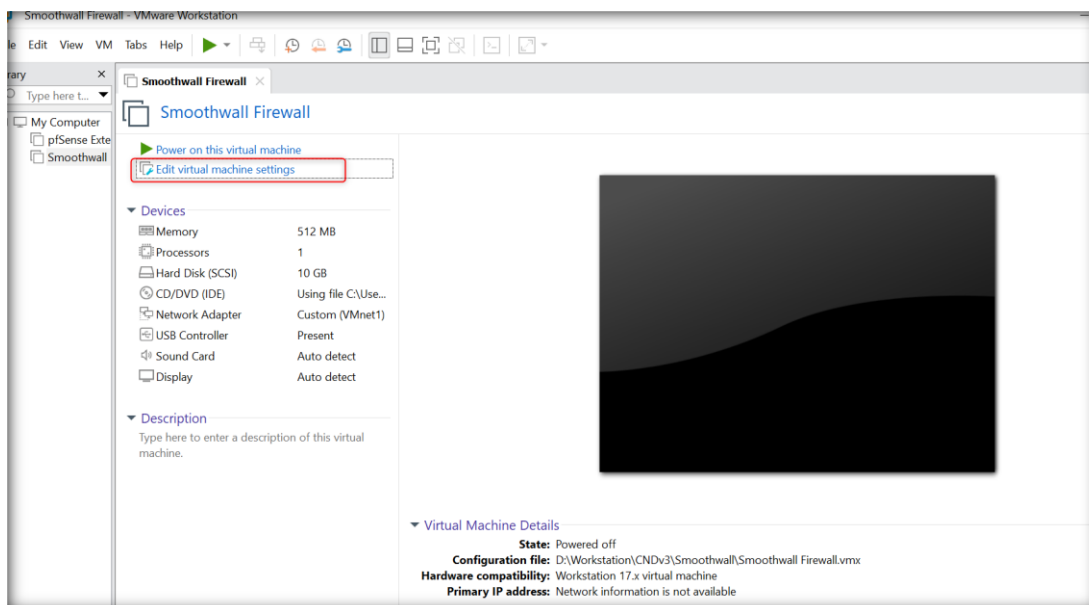 Smoothwall Firewall - VMware Workstation
le Edit View VM Tabs Help
rary ×
Type here t...
My Computer
pfSense Exte
Smoothwall
Smoothwall Firewall ×
Smoothwall Firewall
Power on this virtual machine
Edit virtual machine settings
Devices
Memory 512 MB
Processors 1
Hard Disk (SCSI) 10 GB
CD/DVD (IDE) Using file C:\Use...
Network Adapter Custom (VMnet1)
USB Controller Present
Sound Card Auto detect
Display Auto detect
Description
Type here to enter a description of this virtual
machine.
Virtual Machine Details
State: Powered off
Configuration file: D:\Workstation\CNDv3\Smoothwall\Smoothwall Firewall.vmx
Hardware compatibility: Workstation 17.x virtual machine
Primary IP address: Network information is not available